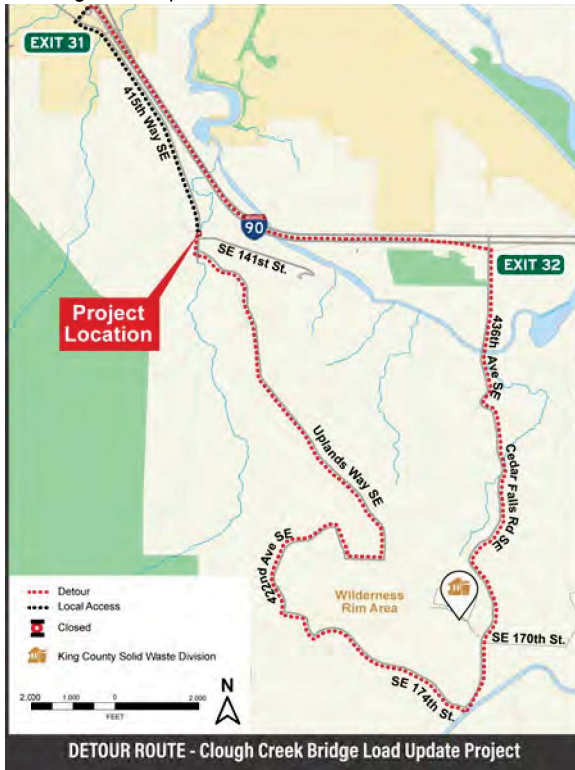 EXIT 31
415th Way SE
90
SE 141st St.
EXIT 32
Project
Location
436th Ave SE
Uplands Way SE
Cedar Falls Rd SE
422nd Ave SE
Wilderness
Rim Area
SE 170th St.
SE 174th St.
Detour
Local Access
Closed
King County Solid Waste Division
2,000 1,000 0 2,000
FEET
N
DETOUR ROUTE - Clough Creek Bridge Load Update Project